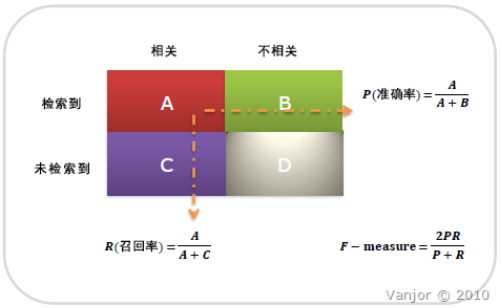 相关 不相关
检索到 A B P(准确率)=A/(A + B)
未检索到 C D
R(召回率)=A/(A + C) F − measure=2PR/(P + R)
Vanjor © 2010